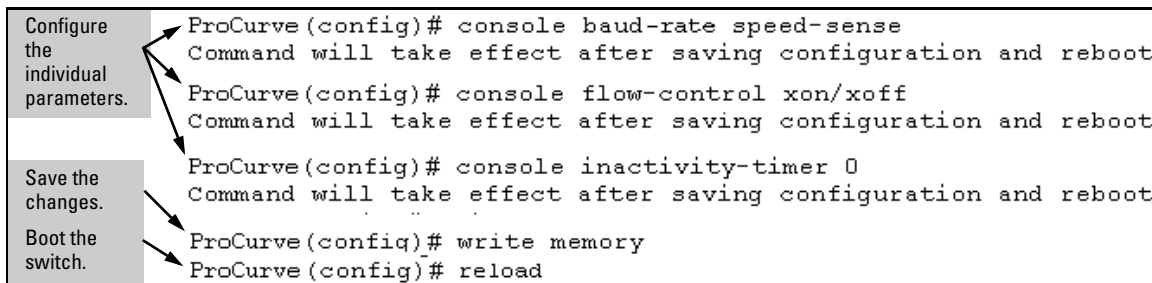 Configure
the
individual
parameters.
ProCurve(config)# console baud-rate speed-sense
Command will take effect after saving configuration and reboot
ProCurve(config)# console flow-control xon/xoff
Command will take effect after saving configuration and reboot
ProCurve(config)# console inactivity-timer 0
Command will take effect after saving configuration and reboot
Save the
changes.
ProCurve(config)# write memory
Boot the
switch.
ProCurve(config)# reload